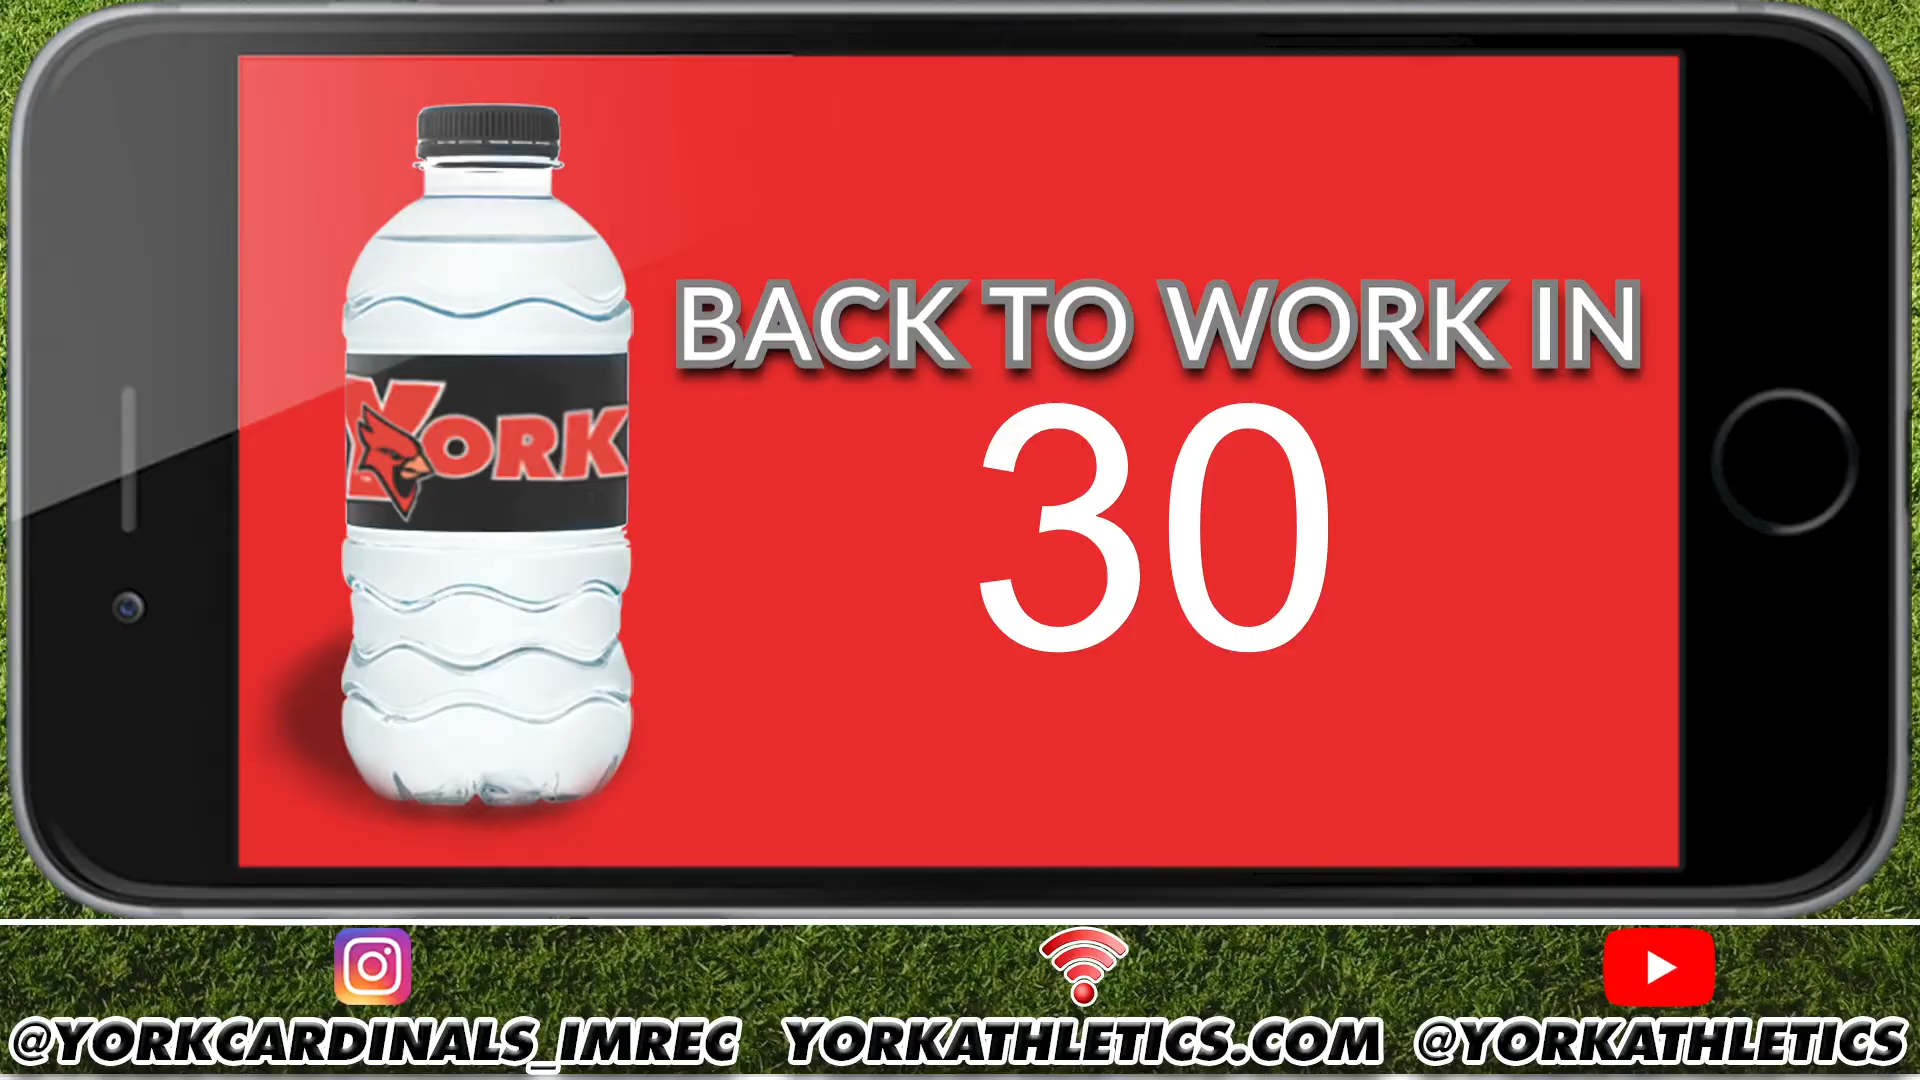 BACK TO WORK IN
30
YORK
@YORKCARDINALS_IMREC
YORKATHLETICS.COM
@YORKATHLETICS